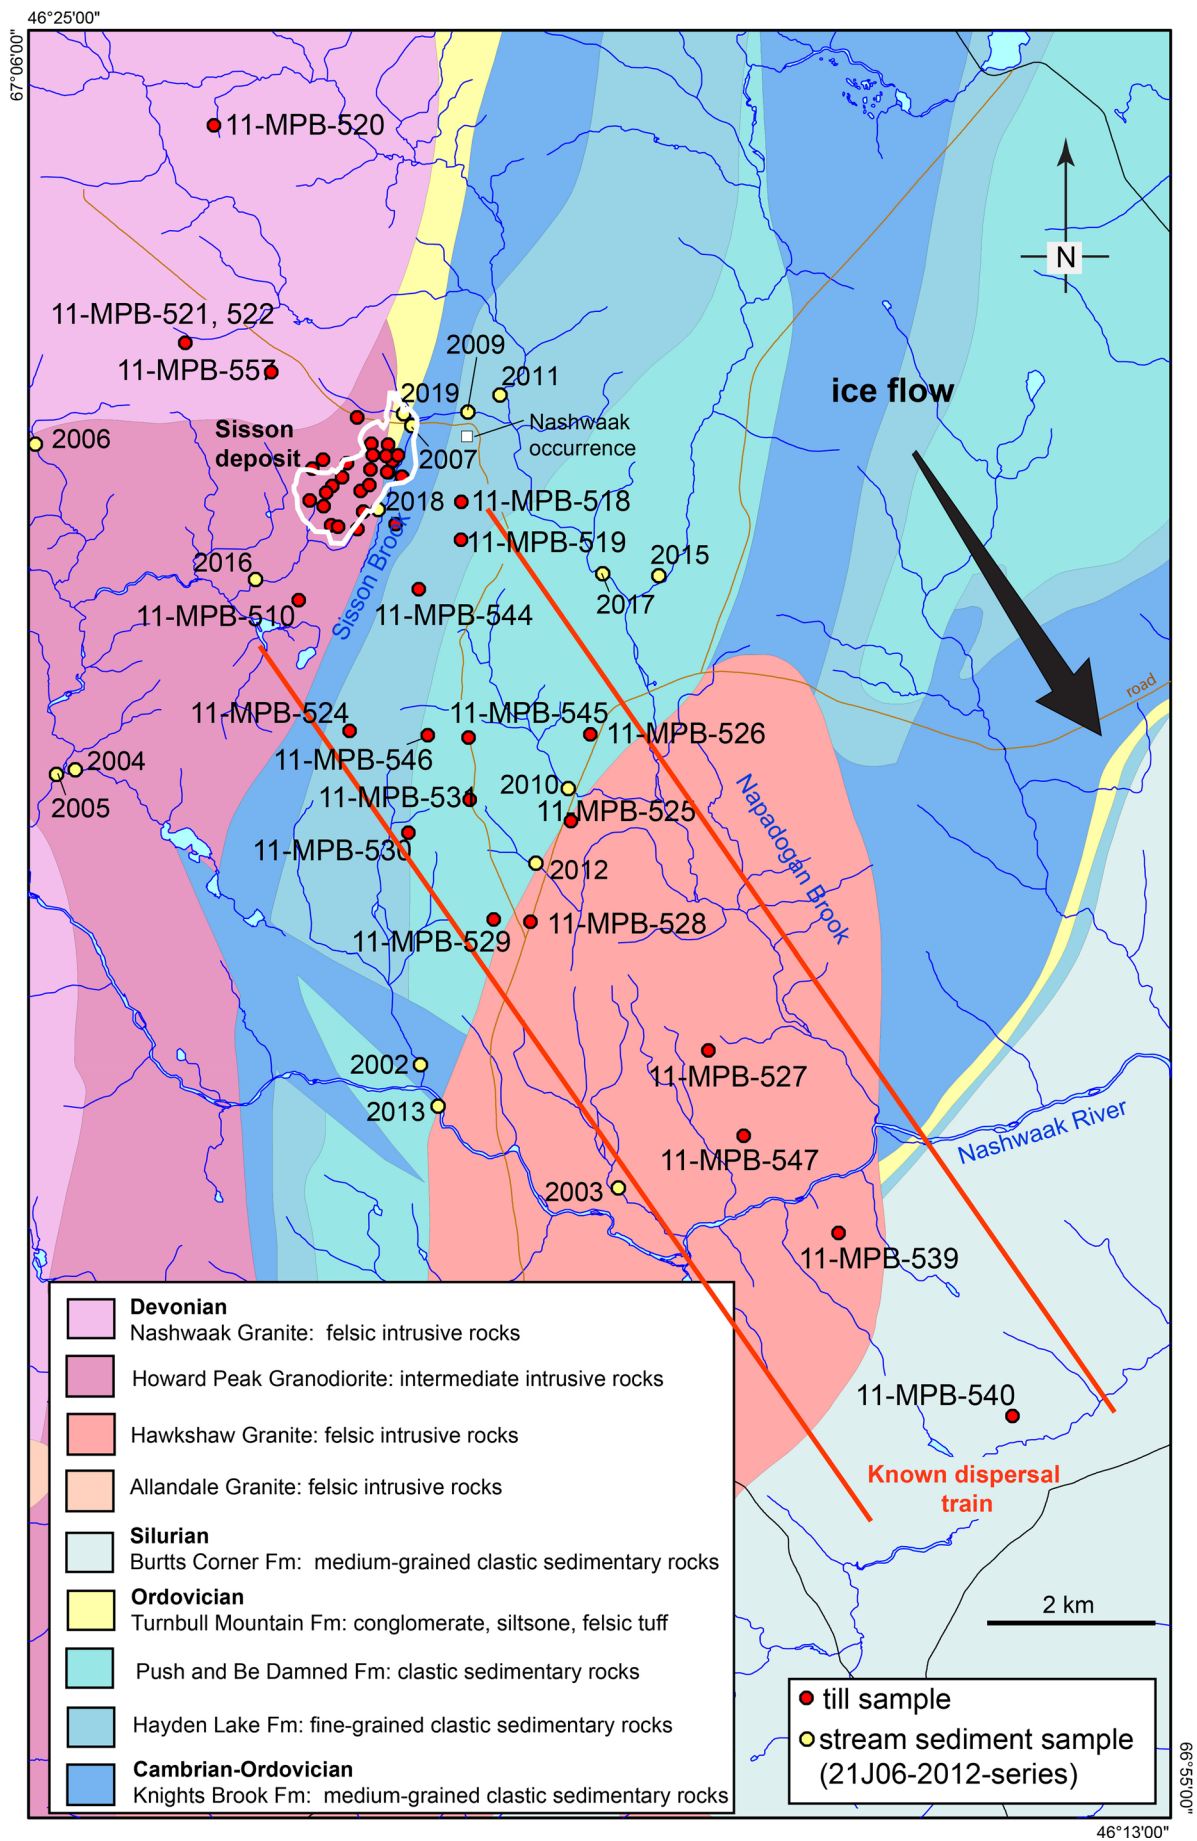 46°25'00"
67°06'00"
11-MPB-520
N
11-MPB-521, 522
11-MPB-557
2009
2011
2019
ice flow
Nashwaak
occurrence
Sisson
deposit
2006
2007
2018
11-MPB-518
11-MPB-519
Sisson Brook
2016
2015
2017
11-MPB-510
11-MPB-544
road
11-MPB-524
11-MPB-545
11-MPB-526
11-MPB-546
2004
2005
2010
11-MPB-531
11-MPB-525
Napadogan Brook
11-MPB-530
2012
11-MPB-528
11-MPB-529
2002
11-MPB-527
2013
Nashwaak River
11-MPB-547
2003
11-MPB-539
11-MPB-540
Known dispersal
train
Devonian
Nashwaak Granite: felsic intrusive rocks
Howard Peak Granodiorite: intermediate intrusive rocks
Hawkshaw Granite: felsic intrusive rocks
Allandale Granite: felsic intrusive rocks
Silurian
Burtts Corner Fm: medium-grained clastic sedimentary rocks
Ordovician
Turnbull Mountain Fm: conglomerate, siltsone, felsic tuff
Push and Be Damned Fm: clastic sedimentary rocks
Hayden Lake Fm: fine-grained clastic sedimentary rocks
Cambrian-Ordovician
Knights Brook Fm: medium-grained clastic sedimentary rocks
2 km
till sample
stream sediment sample
(21J06-2012-series)
66°55'00"
46°13'00"